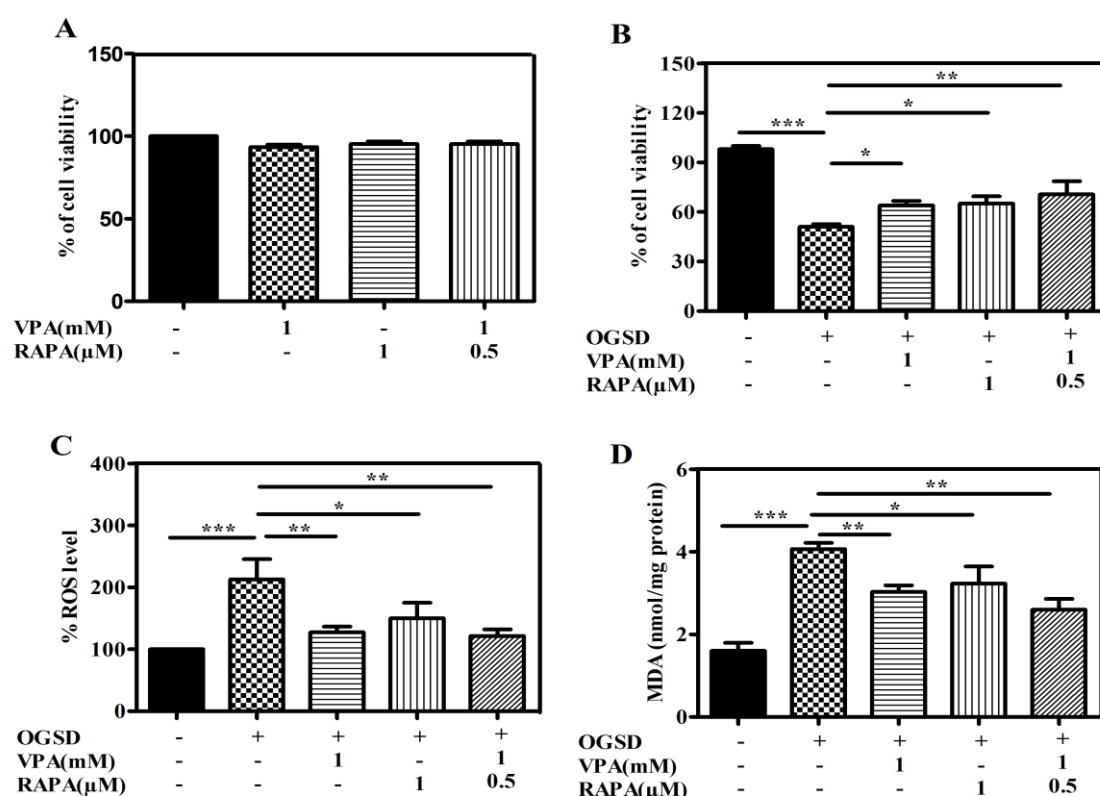 A
150
100
50
0
% of cell viability
VPA(mM) - 1 - 1
RAPA(µM) - - 1 0.5
B
150
120
90
60
30
0
% of cell viability
**
*
***
*
OGSD - + + + +
VPA(mM) - - 1 - 1
RAPA(µM) - - - 1 0.5
C
400
300
200
100
0
% ROS level
**
*
*** **
OGSD - + + + +
VPA(mM) - - 1 - 1
RAPA(µM) - - - 1 0.5
D
6
4
2
0
MDA (nmol/mg protein)
**
*
*** **
OGSD - + + + +
VPA(mM) - - 1 - 1
RAPA(µM) - - - 1 0.5